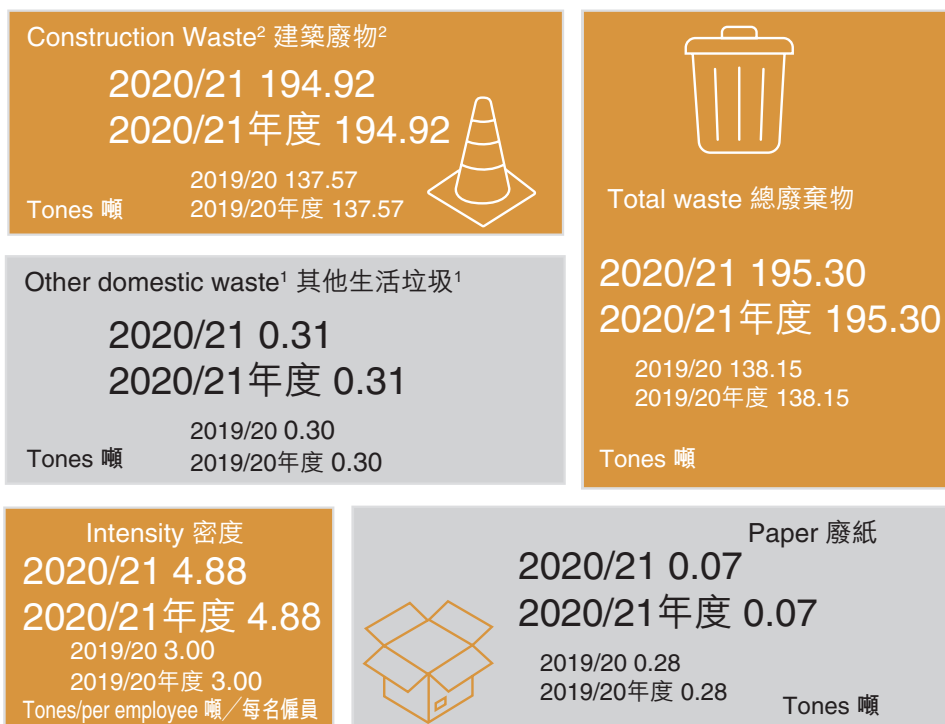 Construction Waste² 建築廢物²
2020/21 194.92
2020/21年度 194.92
2019/20 137.57
2019/20年度 137.57
Tones 噸
Other domestic waste¹ 其他生活垃圾¹
2020/21 0.31
2020/21年度 0.31
2019/20 0.30
2019/20年度 0.30
Tones 噸
Total waste 總廢棄物
2020/21 195.30
2020/21年度 195.30
2019/20 138.15
2019/20年度 138.15
Tones 噸
Intensity 密度
2020/21 4.88
2020/21年度 4.88
2019/20 3.00
2019/20年度 3.00
Tones/per employee 噸／每名僱員
Paper 廢紙
2020/21 0.07
2020/21年度 0.07
2019/20 0.28
2019/20年度 0.28
Tones 噸